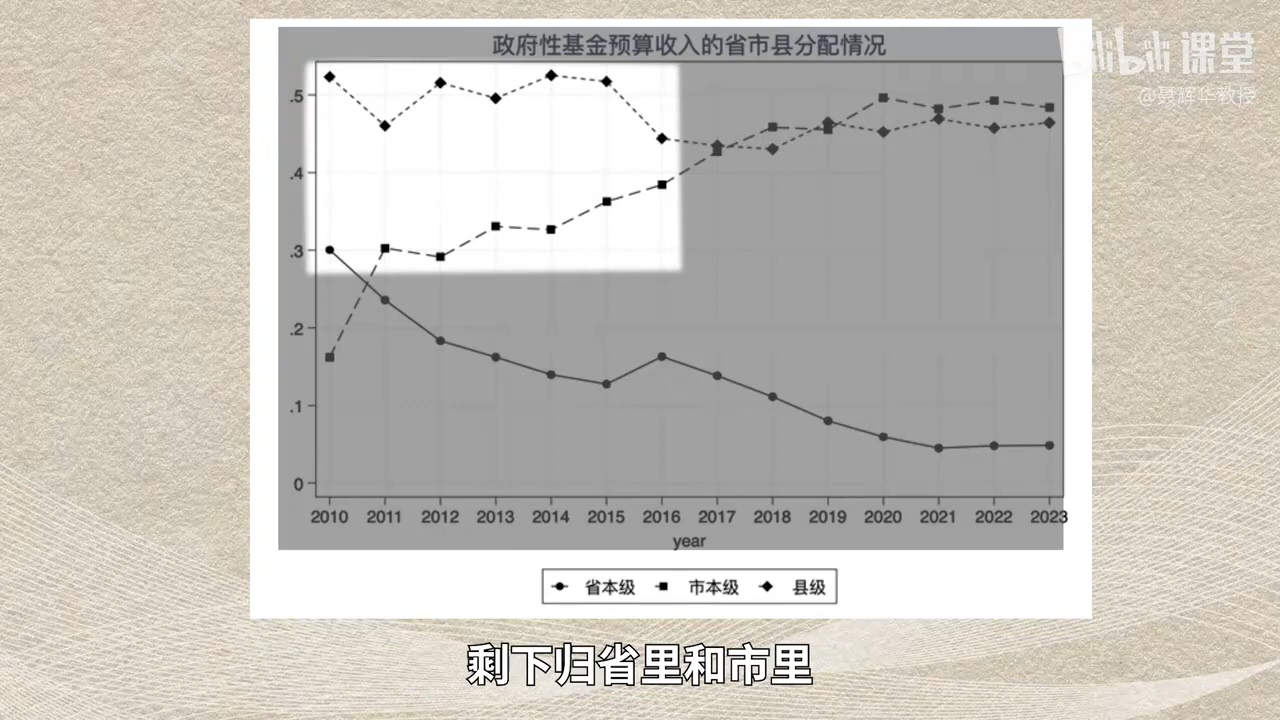 政府性基金预算收入的省市县分配情况
bilibili 课堂
@聂辉华教授
.5
.4
.3
.2
.1
0
2010 2011 2012 2013 2014 2015 2016 2017 2018 2019 2020 2021 2022 2023
year
省本级 市本级 县级
剩下归省里和市里